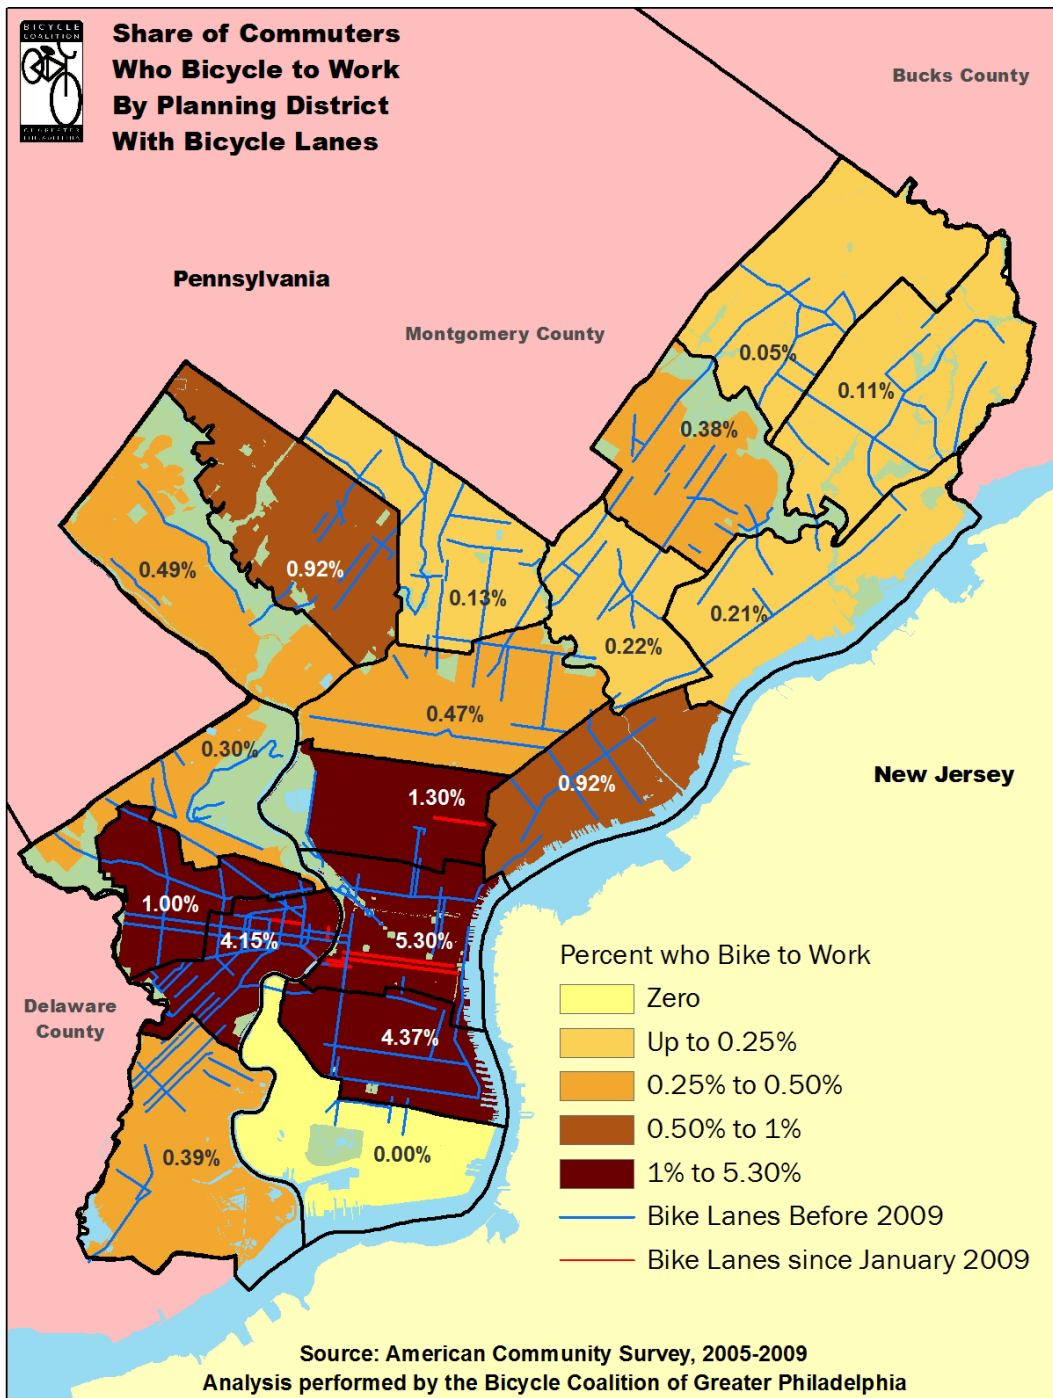 BICYCLE
COALITION
OF GREATER
PHILADELPHIA
Share of Commuters
Who Bicycle to Work
By Planning District
With Bicycle Lanes
Bucks County
Pennsylvania
Montgomery County
0.05%
0.11%
0.38%
0.49%
0.92%
0.13%
0.21%
0.22%
0.47%
0.30%
New Jersey
0.92%
1.30%
1.00%
4.15%
5.30%
Delaware
County
4.37%
0.39%
0.00%
Percent who Bike to Work
Zero
Up to 0.25%
0.25% to 0.50%
0.50% to 1%
1% to 5.30%
Bike Lanes Before 2009
Bike Lanes since January 2009
Source: American Community Survey, 2005-2009
Analysis performed by the Bicycle Coalition of Greater Philadelphia